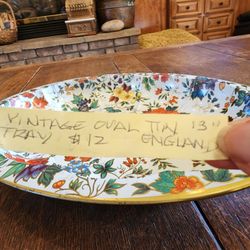 VINTAGE OVAL TIN 13"
TRAY $12 ENGLAND